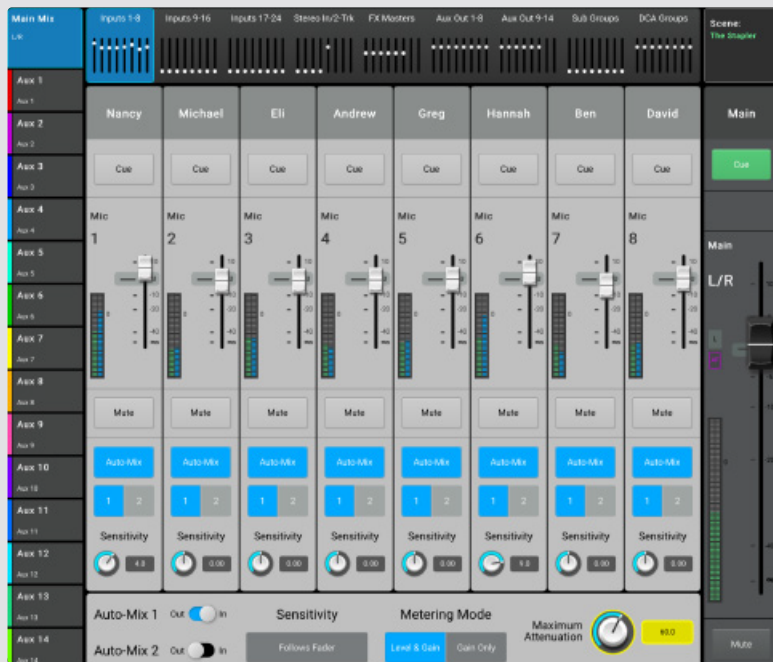 Main Mix
L/R
Inputs 1-8 Inputs 9-16 Inputs 17-24 Stereo In/2-Trk FX Masters Aux Out 1-8 Aux Out 9-14 Sub Groups DCA Groups
Scene:
The Stapler
Aux 1
Aux 1
Aux 2
Aux 2
Aux 3
Aux 3
Aux 4
Aux 4
Aux 5
Aux 5
Aux 6
Aux 6
Aux 7
Aux 7
Aux 8
Aux 8
Aux 9
Aux 9
Aux 10
Aux 10
Aux 11
Aux 11
Aux 12
Aux 12
Aux 13
Aux 13
Aux 14
Aux 14
Nancy Michael Eli Andrew Greg Hannah Ben David Main
Cue Cue Cue Cue Cue Cue Cue Cue Cue
Mic Mic Mic Mic Mic Mic Mic Mic
1 2 3 4 5 6 7 8
Main
L/R
Mute Mute Mute Mute Mute Mute Mute Mute
Auto-Mix Auto-Mix Auto-Mix Auto-Mix Auto-Mix Auto-Mix Auto-Mix Auto-Mix
1 2 1 2 1 2 1 2 1 2 1 2 1 2 1 2
Sensitivity Sensitivity Sensitivity Sensitivity Sensitivity Sensitivity Sensitivity Sensitivity
4.0 0.00 0.00 0.00 0.00 9.0 0.00 0.00
Auto-Mix 1 Out In Sensitivity Metering Mode
Maximum
Attenuation 60.0
Auto-Mix 2 Out In Follows Fader Level & Gain Gain Only
Mute